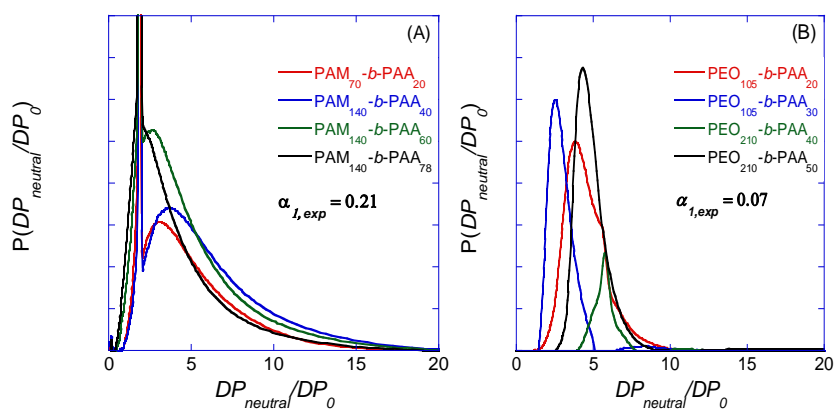 (A)
PAM70-b-PAA20
PAM140-b-PAA40
PAM140-b-PAA60
PAM140-b-PAA78
α1,exp = 0.21
P(DPneutral/DP0)
0 5 10 15 20
DPneutral/DP0
(B)
PEO105-b-PAA20
PEO105-b-PAA30
PEO210-b-PAA40
PEO210-b-PAA50
α1,exp = 0.07
P(DPneutral/DP0)
0 5 10 15 20
DPneutral/DP0